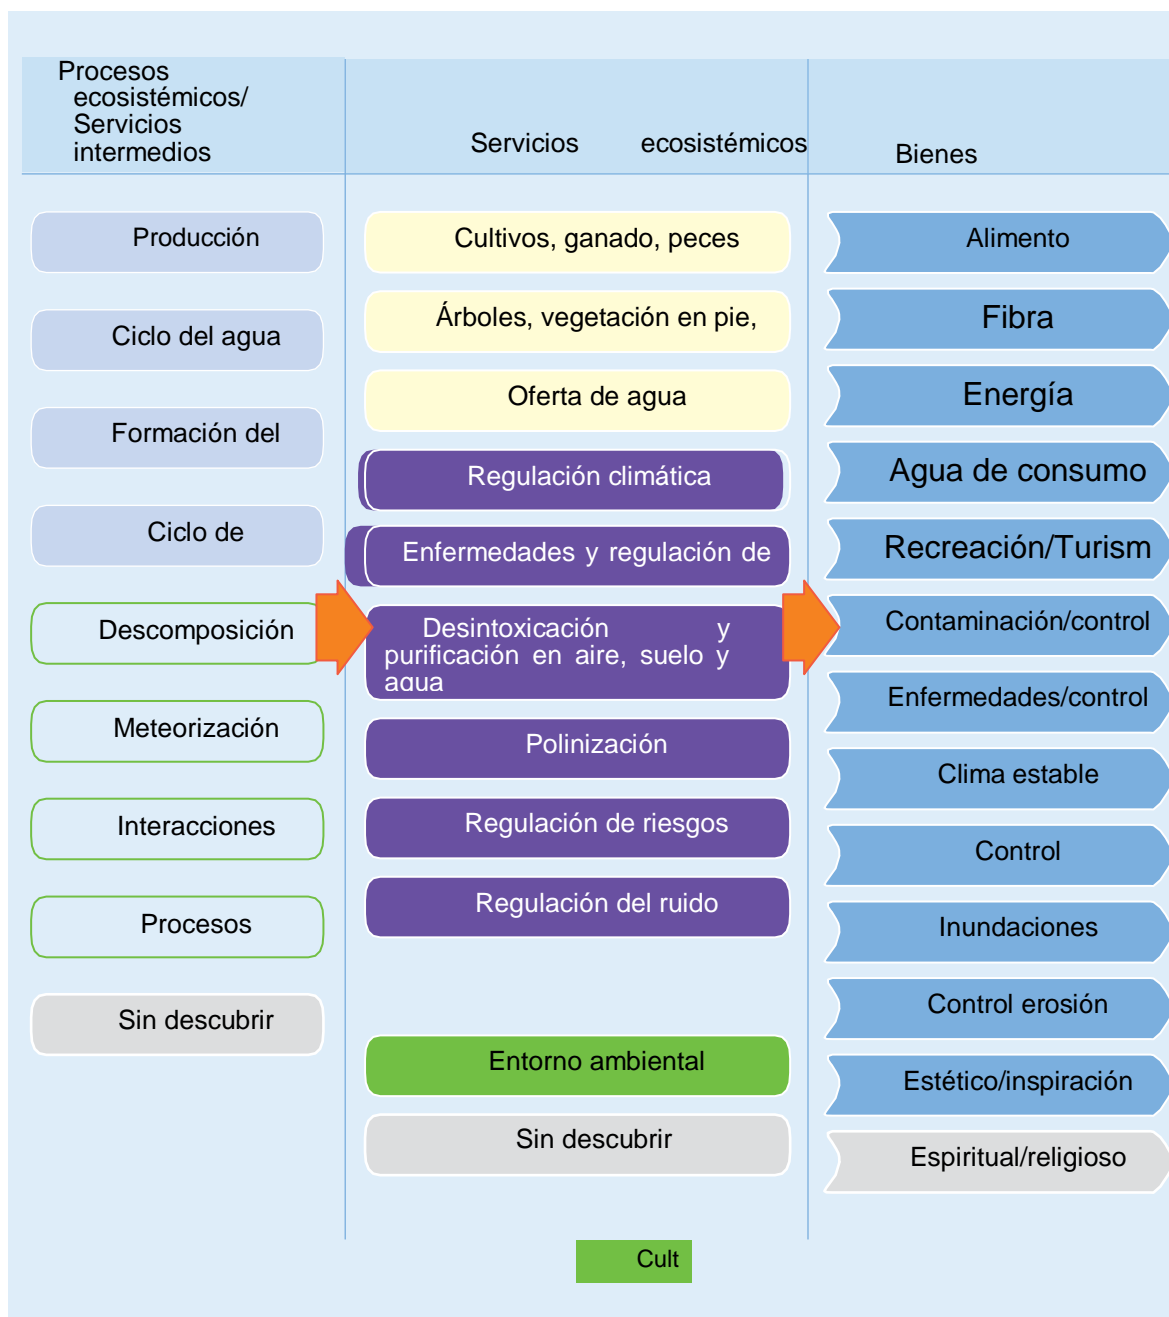 Procesos
ecosistémicos/
Servicios
intermedios
Servicios ecosistémicos
Bienes
Producción
Ciclo del agua
Formación del
Ciclo de
Descomposición
Meteorización
Interacciones
Procesos
Sin descubrir
Cultivos, ganado, peces
Árboles, vegetación en pie,
Oferta de agua
Regulación climática
Enfermedades y regulación de
Desintoxicación y
purificación en aire, suelo y
agua
Polinización
Regulación de riesgos
Regulación del ruido
Entorno ambiental
Sin descubrir
Cult
Alimento
Fibra
Energía
Agua de consumo
Recreación/Turism
Contaminación/control
Enfermedades/control
Clima estable
Control
Inundaciones
Control erosión
Estético/inspiración
Espiritual/religioso